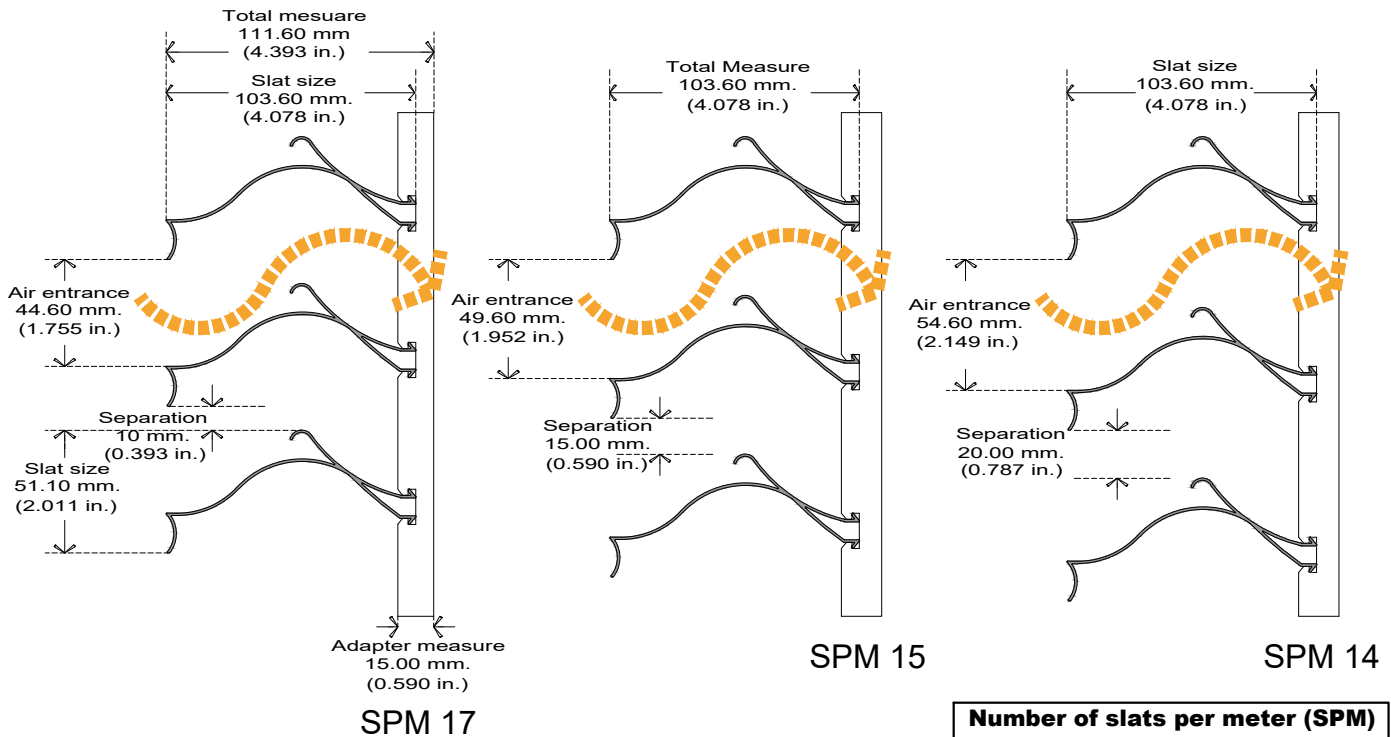 Total mesuare
111.60 mm
(4.393 in.)
Slat size
103.60 mm.
(4.078 in.)
Air entrance
44.60 mm.
(1.755 in.)
Separation
10 mm.
(0.393 in.)
Slat size
51.10 mm.
(2.011 in.)
Adapter measure
15.00 mm.
(0.590 in.)
SPM 17
Total Measure
103.60 mm.
(4.078 in.)
Air entrance
49.60 mm.
(1.952 in.)
Separation
15.00 mm.
(0.590 in.)
SPM 15
Slat size
103.60 mm.
(4.078 in.)
Air entrance
54.60 mm.
(2.149 in.)
Separation
20.00 mm.
(0.787 in.)
SPM 14
Number of slats per meter (SPM)